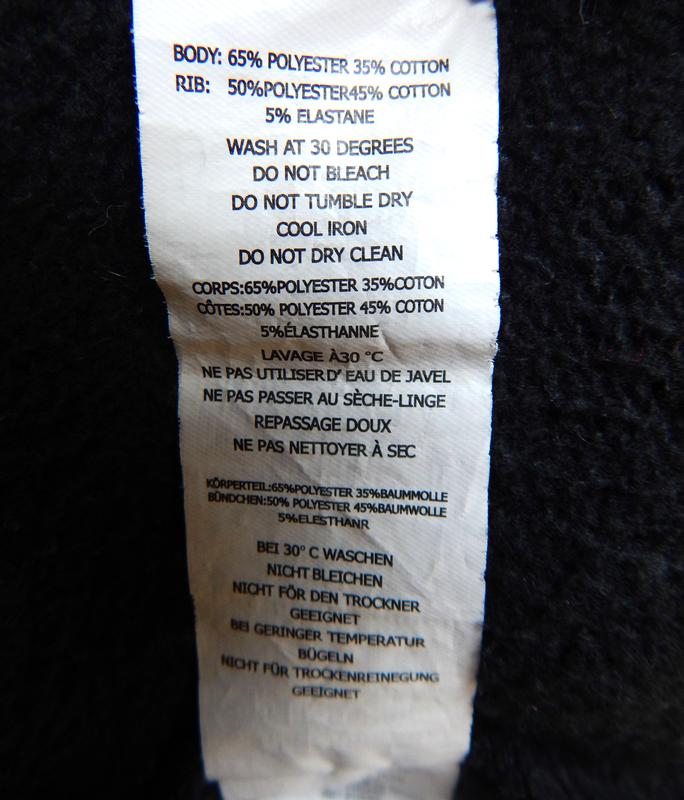 BODY: 65% POLYESTER 35% COTTON
RIB: 50%POLYESTER45% COTTON
5% ELASTANE
WASH AT 30 DEGREES
DO NOT BLEACH
DO NOT TUMBLE DRY
COOL IRON
DO NOT DRY CLEAN
CORPS:65%POLYESTER 35%COTON
CÔTES:50% POLYESTER 45% COTON
5%ÉLASTHANNE
LAVAGE À30 °C
NE PAS UTILISER D' EAU DE JAVEL
NE PAS PASSER AU SÈCHE-LINGE
REPASSAGE DOUX
NE PAS NETTOYER À SEC
KÖRPERTEIL:65%POLYESTER 35%BAUMMOLLE
BÜNDCHEN:50% POLYESTER 45%BAUMWOLLE
5%ELESTHANR
BEI 30° C WASCHEN
NICHT BLEICHEN
NICHT FÖR DEN TROCKNER
GEEIGNET
BEI GERINGER TEMPERATUR
BÜGELN
NICHT FÜR TROCKENREINEGUNG
GEEIGNET